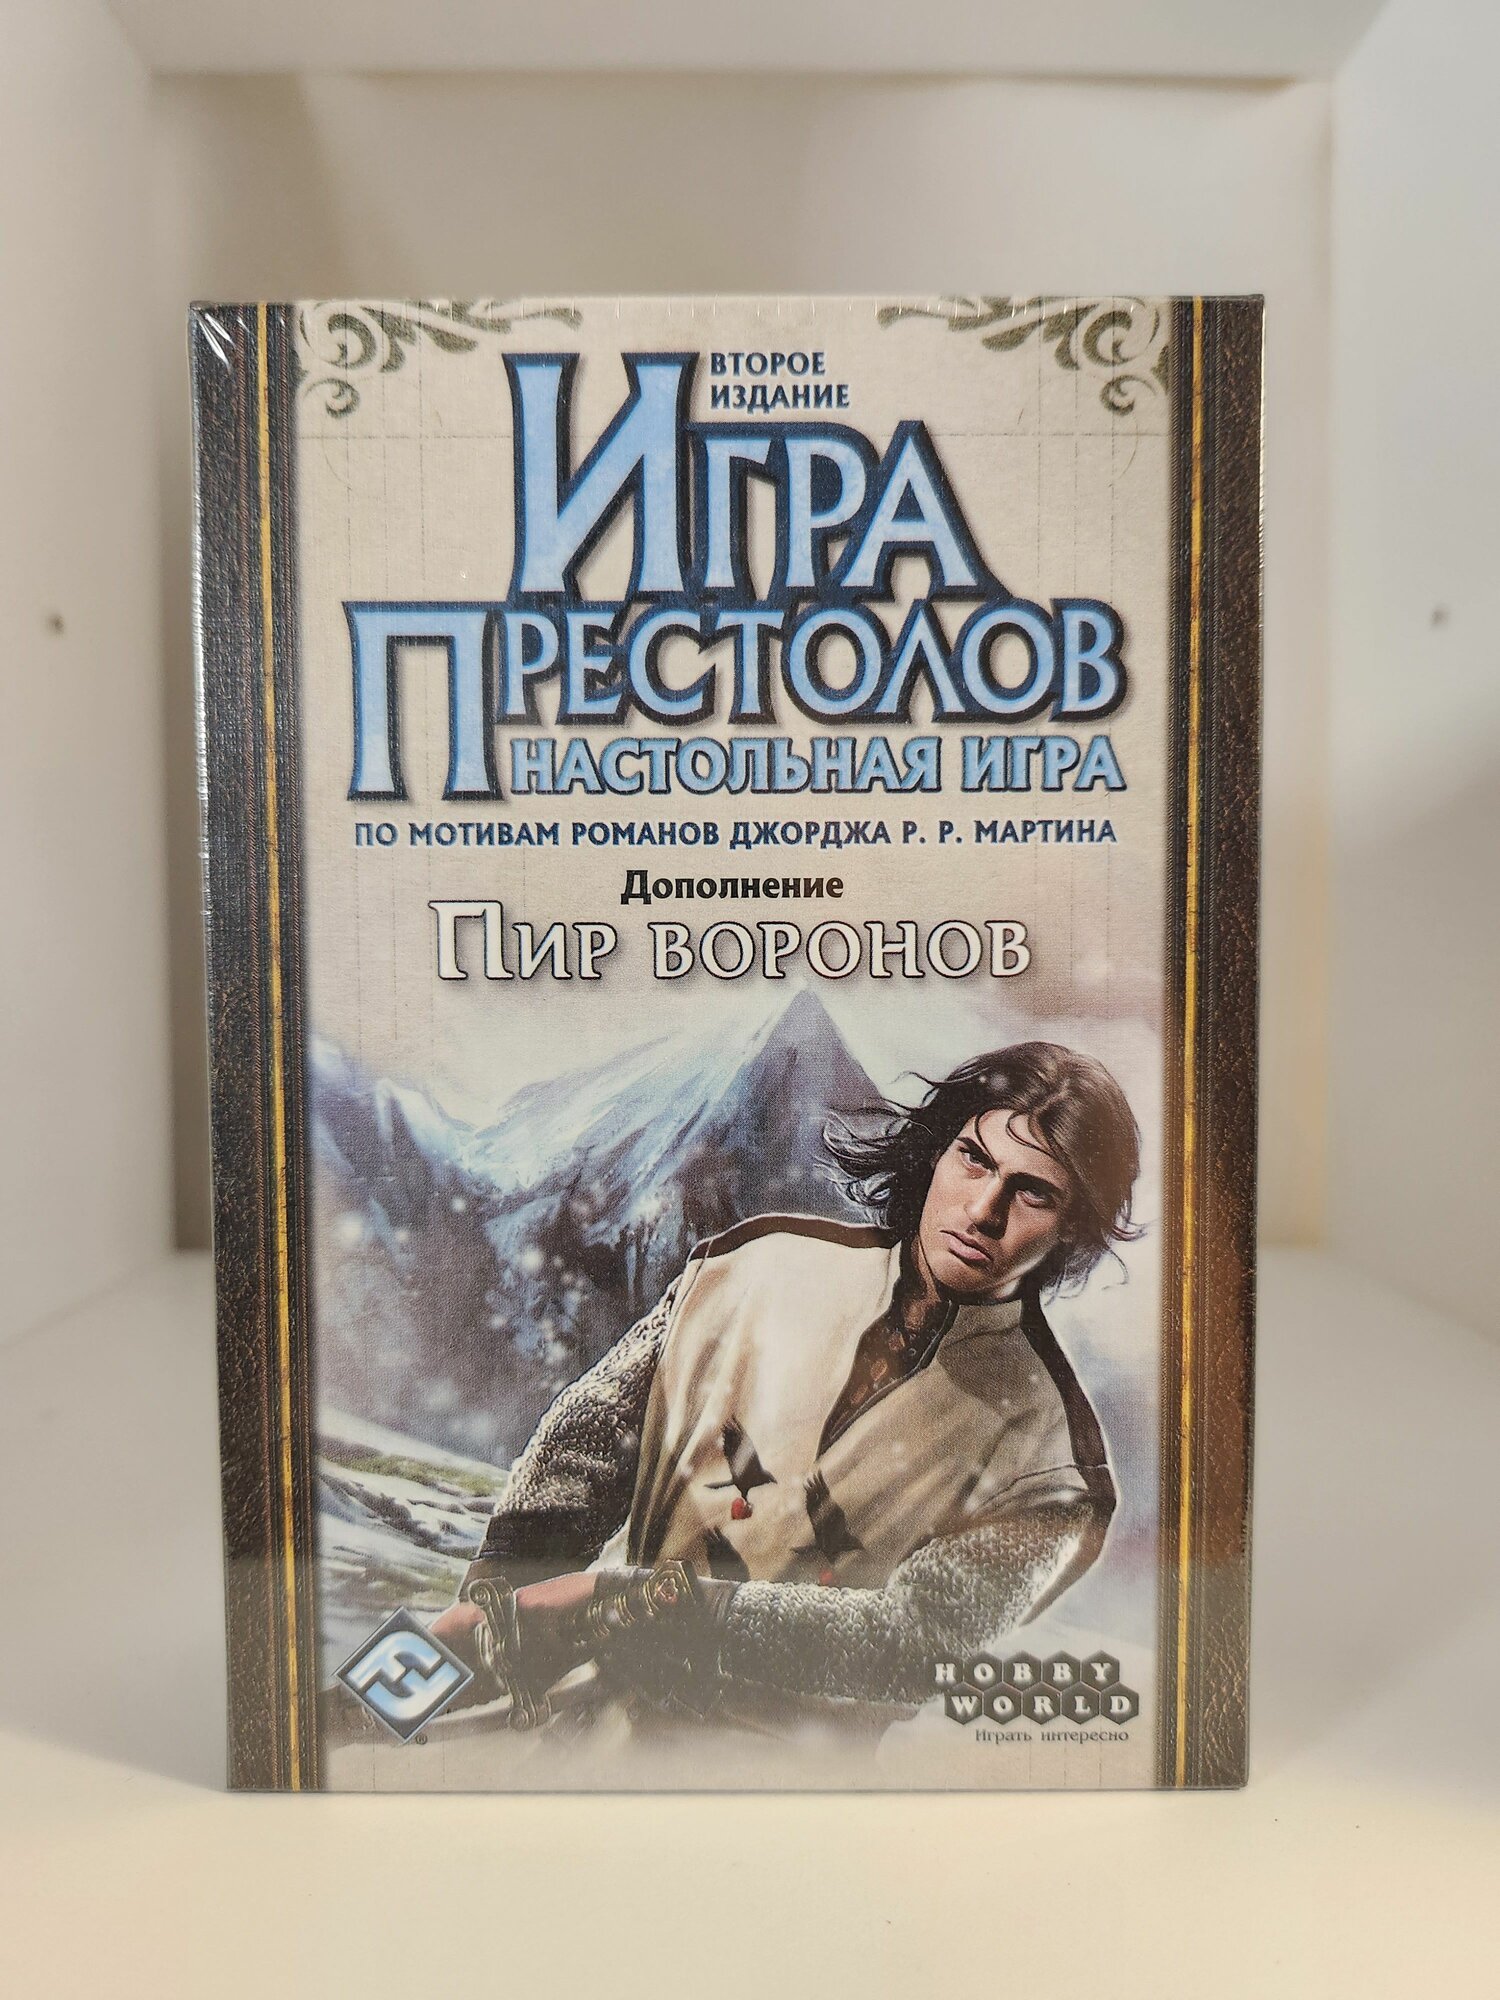 ВТОРОЕ
ИЗДАНИЕ
ИГРА
ПРЕСТОЛОВ
НАСТОЛЬНАЯ ИГРА
ПО МОТИВАМ РОМАНОВ ДЖОРДЖА Р. Р. МАРТИНА
Дополнение
ПИР ВОРОНОВ
HOBBY
WORLD
Играть интересно